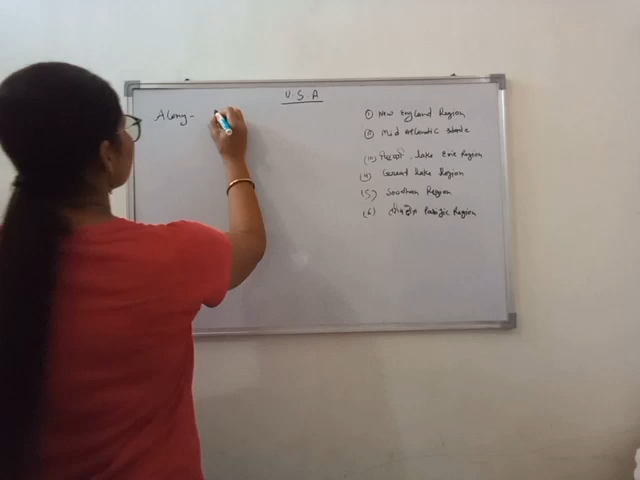 U S A
Along -
(1) New England Region
(2) Mid Atlantic State
(3) Lake Erie Region
(4) Great Lake Region
(5) Southern Region
(6) Pacific Region